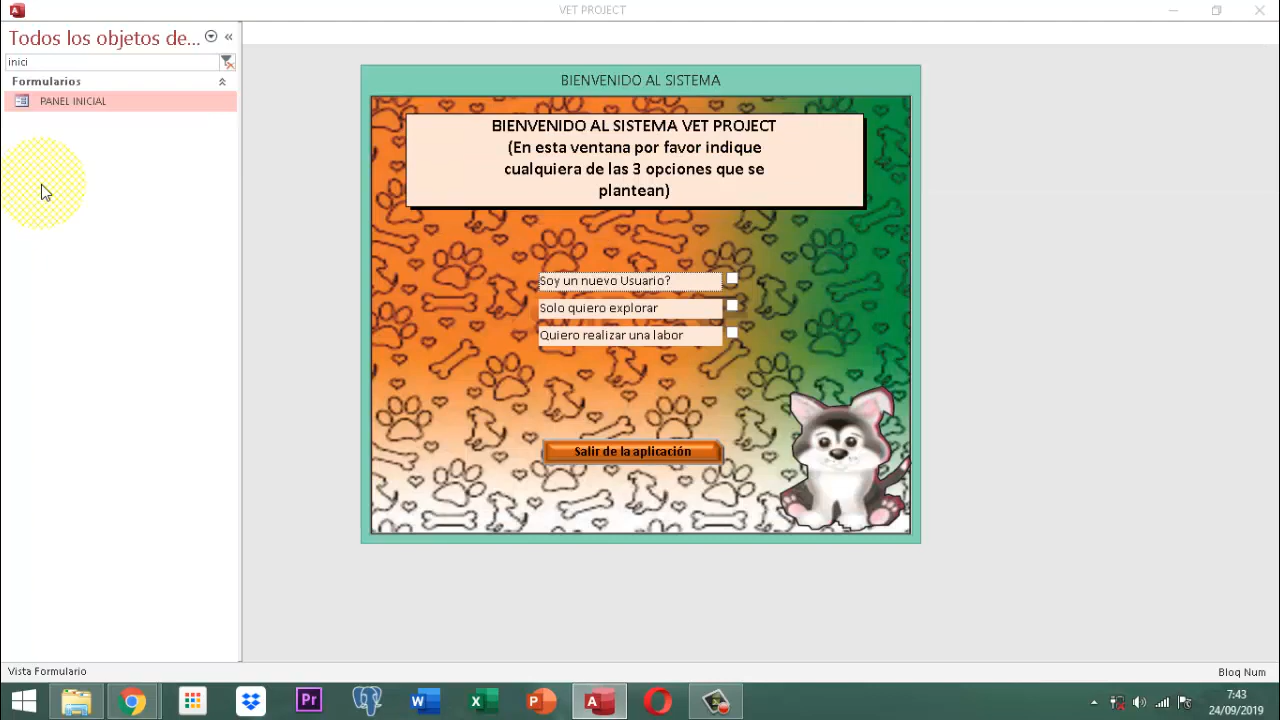 VET PROJECT
Todos los objetos de...
inici
Formularios
PANEL INICIAL
BIENVENIDO AL SISTEMA
BIENVENIDO AL SISTEMA VET PROJECT
(En esta ventana por favor indique
cualquiera de las 3 opciones que se
plantean)
Soy un nuevo Usuario?
Solo quiero explorar
Quiero realizar una labor
Salir de la aplicación
Vista Formulario
Bloq Num
7:43
24/09/2019